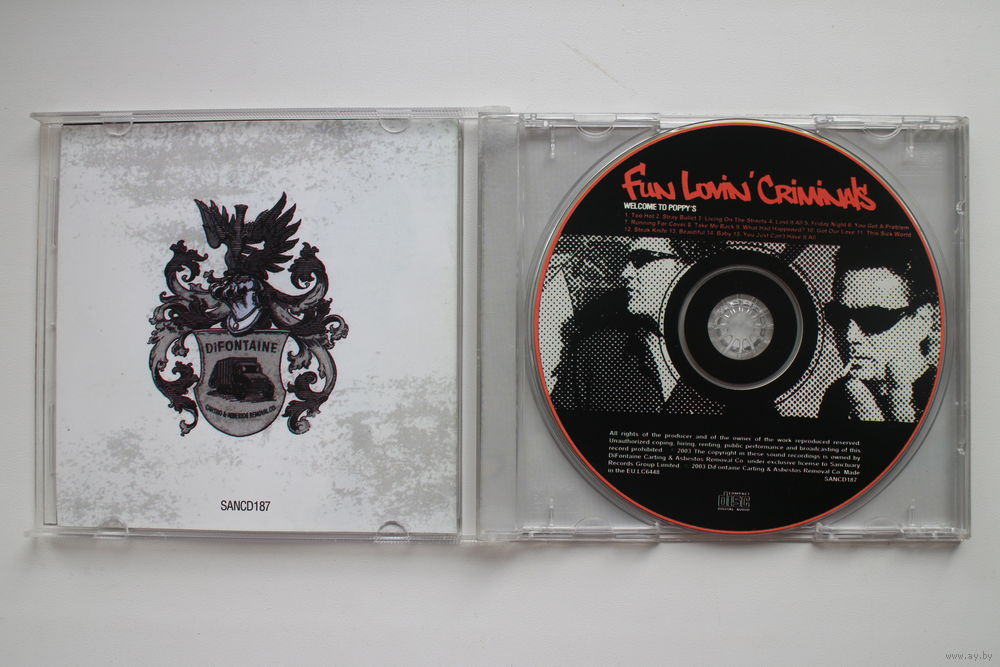 DiFONTAINE
CARTING & ASBESTOS REMOVAL CO.
SANCD187
FUN LOVIN' CRIMINALS
WELCOME TO POPPY'S
1. Too Hot 2. Stray Bullet 3. Living On The Streets 4. Lost It All 5. Friday Night 6. You Got A Problem
7. Running For Cover 8. Take Me Back 9. What Had Happened? 10. Got Our Love 11. This Sick World
12. Steak Knife 13. Beautiful 14. Baby 15. You Just Can't Have It All
All rights of the producer and of the owner of the work reproduced reserved.
Unauthorized coping, hiring, renting, public performance and broadcasting of this
record prohibited. 2003 The copyright in these sound recordings is owned by
DiFontaine Carting & Asbestos Removal Co. under exclusive license to Sanctuary
Records Group Limited 2003 DiFontaine Carting & Asbestos Removal Co. Made
in the EU LC6448
SANCD187
COMPACT
disc
DIGITAL AUDIO
www.ay.by